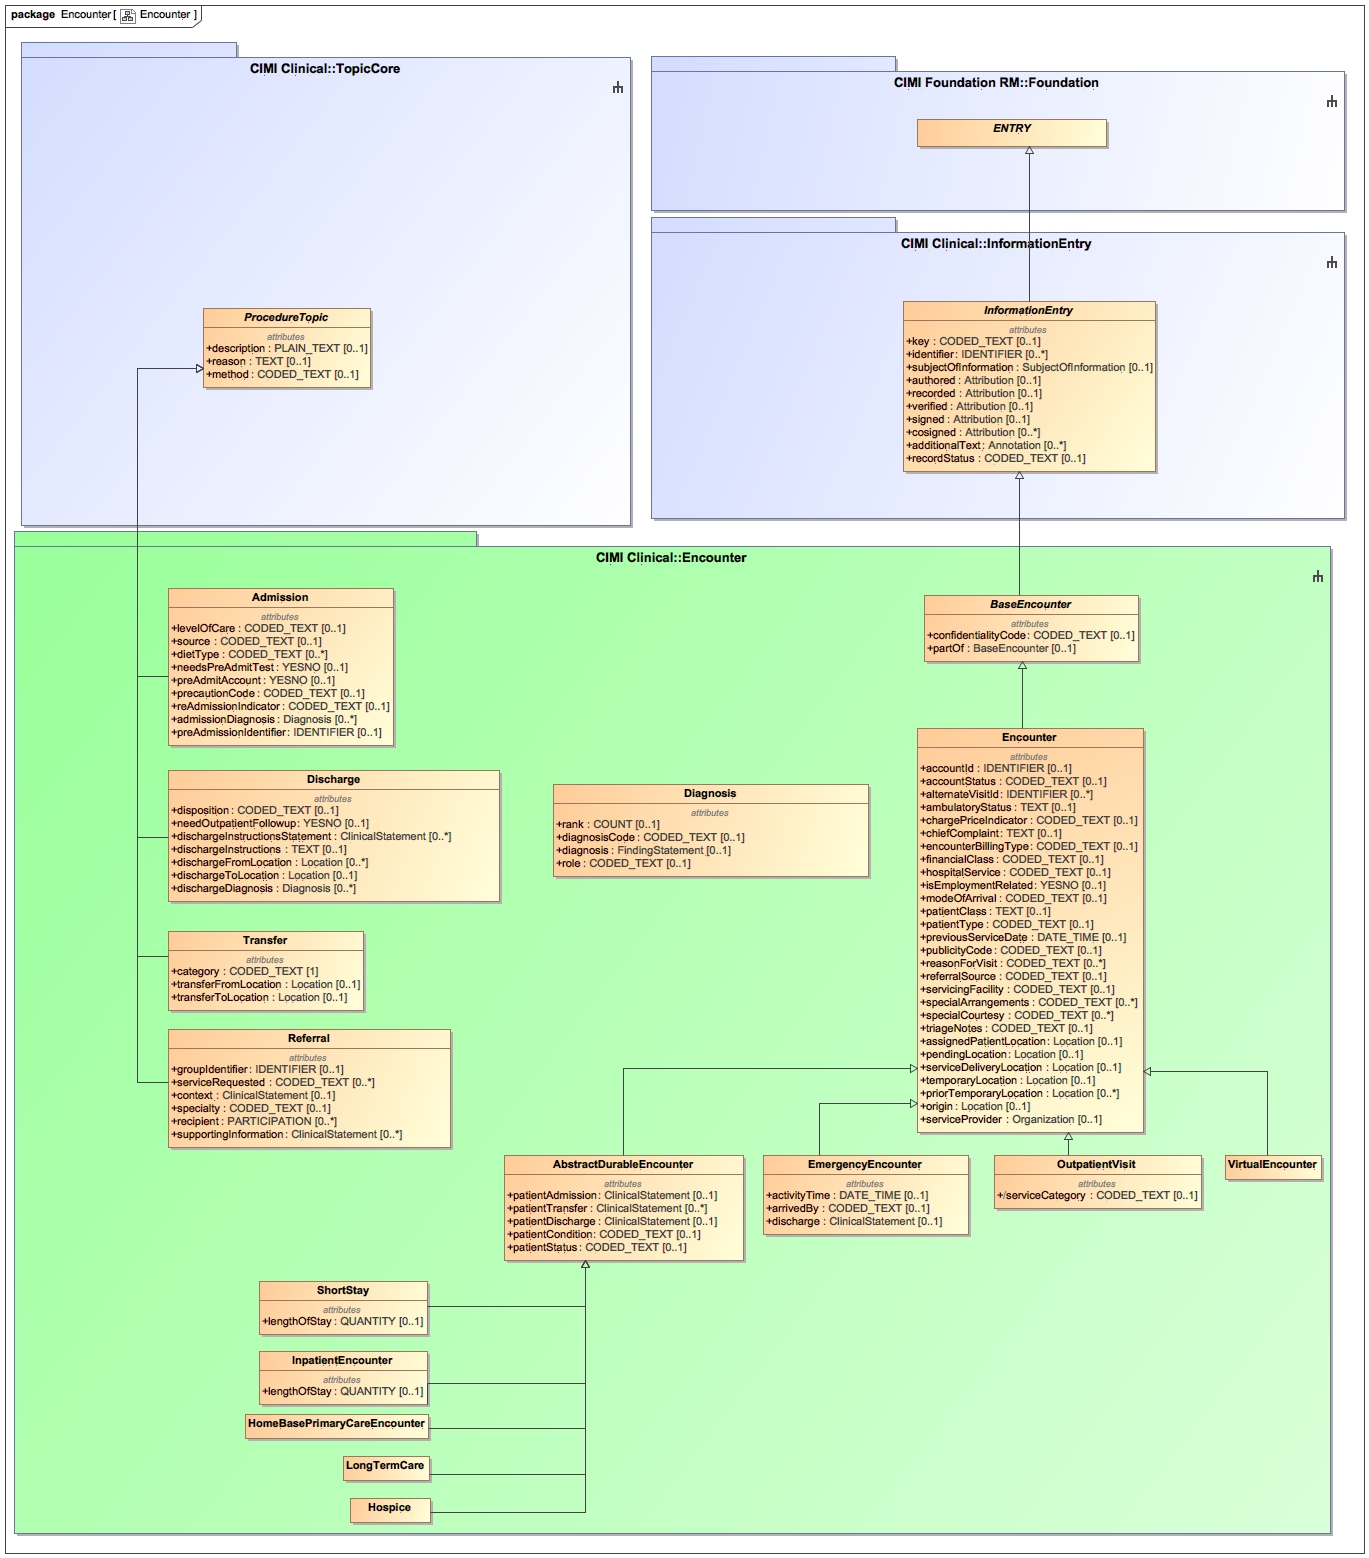 package Encounter [ Encounter ]
CIMI Clinical::TopicCore
ProcedureTopic
attributes
+description : PLAIN_TEXT [0..1]
+reason : TEXT [0..1]
+method : CODED_TEXT [0..1]
CIMI Foundation RM::Foundation
ENTRY
CIMI Clinical::InformationEntry
InformationEntry
attributes
+key : CODED_TEXT [0..1]
+identifier : IDENTIFIER [0..*]
+subjectOfInformation : SubjectOfInformation [0..1]
+authored : Attribution [0..1]
+recorded : Attribution [0..1]
+verified : Attribution [0..1]
+signed : Attribution [0..1]
+cosigned : Attribution [0..*]
+additionalText : Annotation [0..*]
+recordStatus : CODED_TEXT [0..1]
CIMI Clinical::Encounter
Admission
attributes
+levelOfCare : CODED_TEXT [0..1]
+source : CODED_TEXT [0..1]
+dietType : CODED_TEXT [0..*]
+needsPreAdmitTest : YESNO [0..1]
+preAdmitAccount : YESNO [0..1]
+precautionCode : CODED_TEXT [0..1]
+reAdmissionIndicator : CODED_TEXT [0..1]
+admissionDiagnosis : Diagnosis [0..*]
+preAdmissionIdentifier : IDENTIFIER [0..1]
Discharge
attributes
+disposition : CODED_TEXT [0..1]
+needOutpatientFollowup : YESNO [0..1]
+dischargeInstructionsStatement : ClinicalStatement [0..*]
+dischargeInstructions : TEXT [0..1]
+dischargeFromLocation : Location [0..*]
+dischargeToLocation : Location [0..1]
+dischargeDiagnosis : Diagnosis [0..*]
Transfer
attributes
+category : CODED_TEXT [1]
+transferFromLocation : Location [0..1]
+transferToLocation : Location [0..1]
Referral
attributes
+groupIdentifier : IDENTIFIER [0..1]
+serviceRequested : CODED_TEXT [0..*]
+context : ClinicalStatement [0..1]
+specialty : CODED_TEXT [0..1]
+recipient : PARTICIPATION [0..*]
+supportingInformation : ClinicalStatement [0..*]
Diagnosis
attributes
+rank : COUNT [0..1]
+diagnosisCode : CODED_TEXT [0..1]
+diagnosis : FindingStatement [0..1]
+role : CODED_TEXT [0..1]
BaseEncounter
attributes
+confidentialityCode : CODED_TEXT [0..1]
+partOf : BaseEncounter [0..1]
Encounter
attributes
+accountId : IDENTIFIER [0..1]
+accountStatus : CODED_TEXT [0..1]
+alternateVisitId : IDENTIFIER [0..*]
+ambulatoryStatus : TEXT [0..1]
+chargePriceIndicator : CODED_TEXT [0..1]
+chiefComplaint : TEXT [0..1]
+encounterBillingType : CODED_TEXT [0..1]
+financialClass : CODED_TEXT [0..1]
+hospitalService : CODED_TEXT [0..1]
+isEmploymentRelated : YESNO [0..1]
+modeOfArrival : CODED_TEXT [0..1]
+patientClass : TEXT [0..1]
+patientType : CODED_TEXT [0..1]
+previousServiceDate : DATE_TIME [0..1]
+publicityCode : CODED_TEXT [0..1]
+reasonForVisit : CODED_TEXT [0..*]
+referralSource : CODED_TEXT [0..1]
+servicingFacility : CODED_TEXT [0..1]
+specialArrangements : CODED_TEXT [0..*]
+specialCourtesy : CODED_TEXT [0..*]
+triageNotes : CODED_TEXT [0..1]
+assignedPatientLocation : Location [0..1]
+pendingLocation : Location [0..1]
+serviceDeliveryLocation : Location [0..1]
+temporaryLocation : Location [0..1]
+priorTemporaryLocation : Location [0..*]
+origin : Location [0..1]
+serviceProvider : Organization [0..1]
AbstractDurableEncounter
attributes
+patientAdmission : ClinicalStatement [0..1]
+patientTransfer : ClinicalStatement [0..*]
+patientDischarge : ClinicalStatement [0..1]
+patientCondition : CODED_TEXT [0..1]
+patientStatus : CODED_TEXT [0..1]
EmergencyEncounter
attributes
+activityTime : DATE_TIME [0..1]
+arrivedBy : CODED_TEXT [0..1]
+discharge : ClinicalStatement [0..1]
OutpatientVisit
attributes
+/serviceCategory : CODED_TEXT [0..1]
VirtualEncounter
ShortStay
attributes
+lengthOfStay : QUANTITY [0..1]
InpatientEncounter
attributes
+lengthOfStay : QUANTITY [0..1]
HomeBasePrimaryCareEncounter
LongTermCare
Hospice